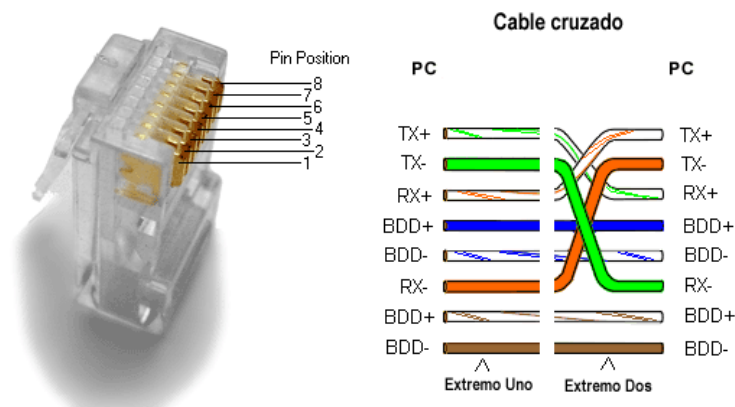 Cable cruzado
Pin Position
PC PC
8
7
6
5
4
3
2
1
TX+ TX+
TX- TX-
RX+ RX+
BDD+ BDD+
BDD- BDD-
RX- RX-
BDD+ BDD+
BDD- BDD-
Extremo Uno Extremo Dos